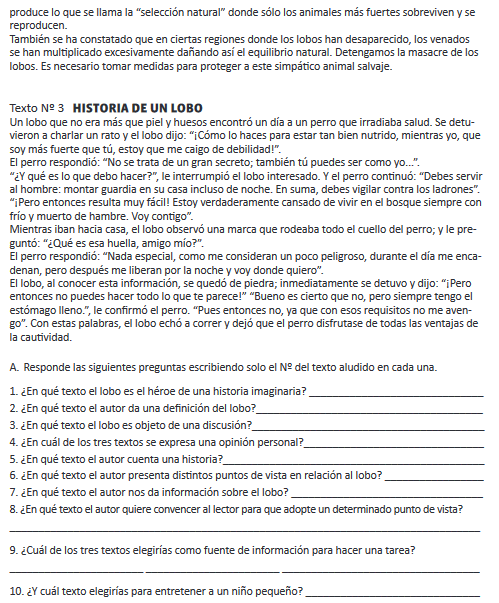 produce lo que se llama la “selección natural” donde sólo los animales más fuertes sobreviven y se
reproducen.
También se ha constatado que en ciertas regiones donde los lobos han desaparecido, los venados
se han multiplicado excesivamente dañando así el equilibrio natural. Detengamos la masacre de los
lobos. Es necesario tomar medidas para proteger a este simpático animal salvaje.
Texto Nº 3 HISTORIA DE UN LOBO
Un lobo que no era más que piel y huesos encontró un día a un perro que irradiaba salud. Se detu-
vieron a charlar un rato y el lobo dijo: “¡Cómo lo haces para estar tan bien nutrido, mientras yo, que
soy más fuerte que tú, estoy que me caigo de debilidad!”.
El perro respondió: “No se trata de un gran secreto; también tú puedes ser como yo...”.
“¿Y qué es lo que debo hacer?”, le interrumpió el lobo interesado. Y el perro continuó: “Debes servir
al hombre: montar guardia en su casa incluso de noche. En suma, debes vigilar contra los ladrones”.
“¡Pero entonces resulta muy fácil! Estoy verdaderamente cansado de vivir en el bosque siempre con
frío y muerto de hambre. Voy contigo”.
Mientras iban hacia casa, el lobo observó una marca que rodeaba todo el cuello del perro; y le pre-
guntó: “¿Qué es esa huella, amigo mío?”.
El perro respondió: “Nada especial, como me consideran un poco peligroso, durante el día me enca-
denan, pero después me liberan por la noche y voy donde quiero”.
El lobo, al conocer esta información, se quedó de piedra; inmediatamente se detuvo y dijo: “¡Pero
entonces no puedes hacer todo lo que te parece!” “Bueno es cierto que no, pero siempre tengo el
estómago lleno.”, le confirmó el perro. “Pues entonces no, ya que con esos requisitos no me aven-
go”. Con estas palabras, el lobo echó a correr y dejó que el perro disfrutase de todas las ventajas de
la cautividad.
A. Responde las siguientes preguntas escribiendo solo el Nº del texto aludido en cada una.
1. ¿En qué texto el lobo es el héroe de una historia imaginaria? ____________________
2. ¿En qué texto el autor da una definición del lobo?____________________
3. ¿En qué texto el lobo es objeto de una discusión?____________________
4. ¿En cuál de los tres textos se expresa una opinión personal?____________________
5. ¿En qué texto el autor cuenta una historia?____________________
6. ¿En qué texto el autor presenta distintos puntos de vista en relación al lobo? ____________________
7. ¿En qué texto el autor nos da información sobre el lobo? ____________________
8. ¿En qué texto el autor quiere convencer al lector para que adopte un determinado punto de vista?
____________________
9. ¿Cuál de los tres textos elegirías como fuente de información para hacer una tarea?
____________________
10. ¿Y cuál texto elegirías para entretener a un niño pequeño? ____________________